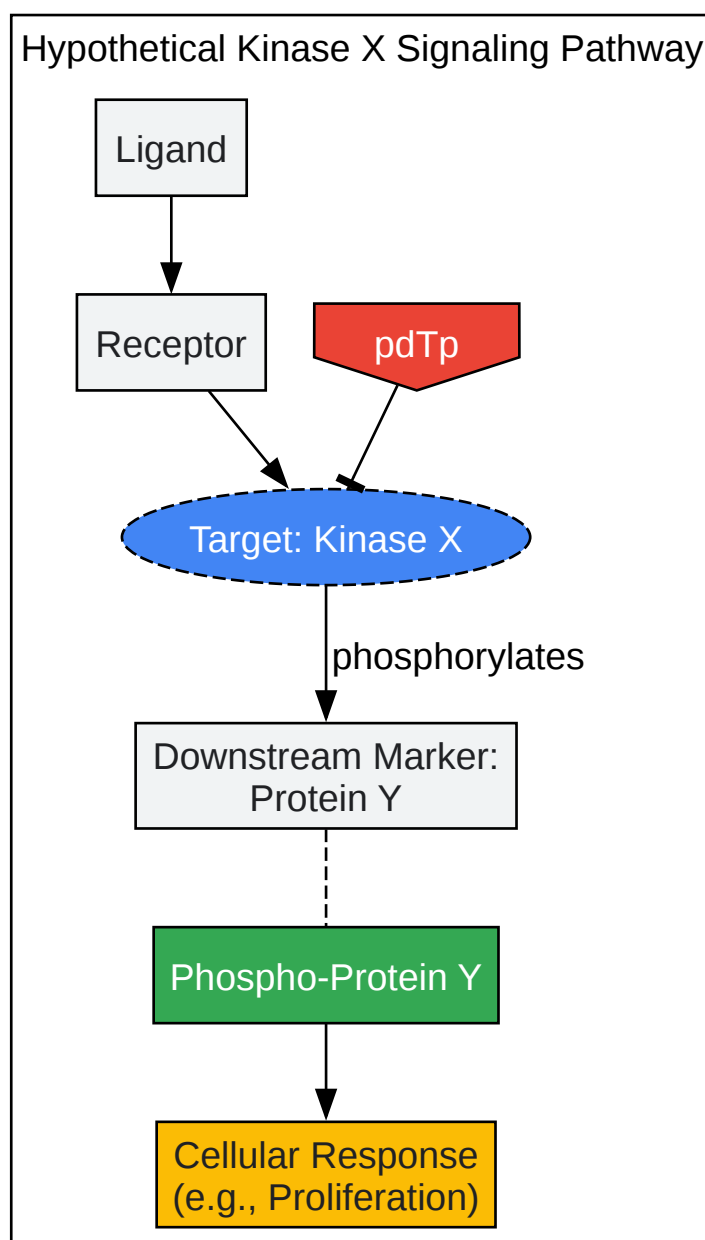 Hypothetical Kinase X Signaling Pathway
Ligand
Receptor
pdTp
Target: Kinase X
phosphorylates
Downstream Marker:
Protein Y
Phospho-Protein Y
Cellular Response
(e.g., Proliferation)